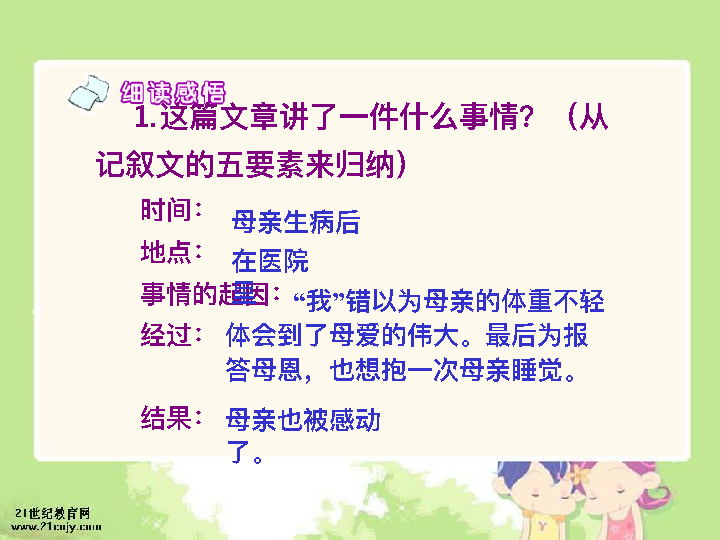 细读感悟
1.这篇文章讲了一件什么事情？（从
记叙文的五要素来归纳）
时间： 母亲生病后
地点： 在医院
里
事情的起因：“我”错以为母亲的体重不轻
经过： 体会到了母爱的伟大。最后为报
答母恩，也想抱一次母亲睡觉。
结果： 母亲也被感动
了。
21世纪教育网
www.21cnjy.com